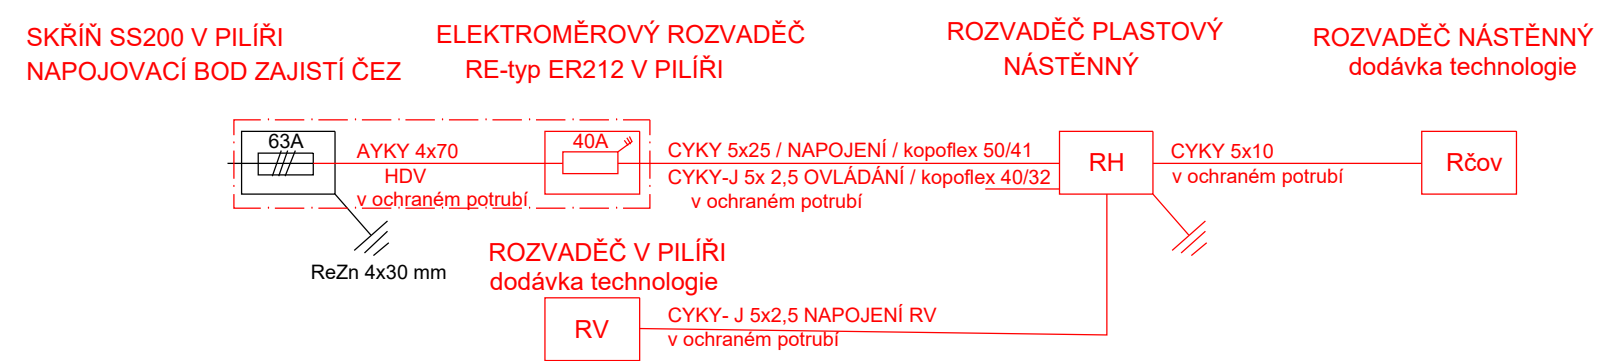 SKŘÍŇ SS200 V PILÍŘI
NAPOJOVACÍ BOD ZAJISTÍ ČEZ
ELEKTROMĚROVÝ ROZVADĚČ
RE-typ ER212 V PILÍŘI
ROZVADĚČ PLASTOVÝ
NÁSTĚNNÝ
ROZVADĚČ NÁSTĚNNÝ
dodávka technologie
63A
AYKY 4x70
HDV
v ochraném potrubí
40A
CYKY 5x25 / NAPOJENÍ / kopoflex 50/41
CYKY-J 5x 2,5 OVLÁDÁNÍ / kopoflex 40/32
v ochraném potrubí
RH
CYKY 5x10
v ochraném potrubí
Rčov
ReZn 4x30 mm
ROZVADĚČ V PILÍŘI
dodávka technologie
RV
CYKY- J 5x2,5 NAPOJENÍ RV
v ochraném potrubí